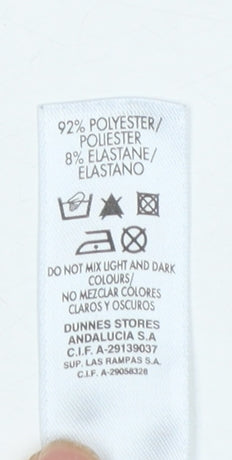 92% POLYESTER/
POLIESTER
8% ELASTANE/
ELASTANO
DO NOT MIX LIGHT AND DARK
COLOURS/
NO MEZCLAR COLORES
CLAROS Y OSCUROS
DUNNES STORES
ANDALUCIA S.A
C.I.F. A-29139037
SUP. LAS RAMPAS S.A.
C.I.F. A-29058328